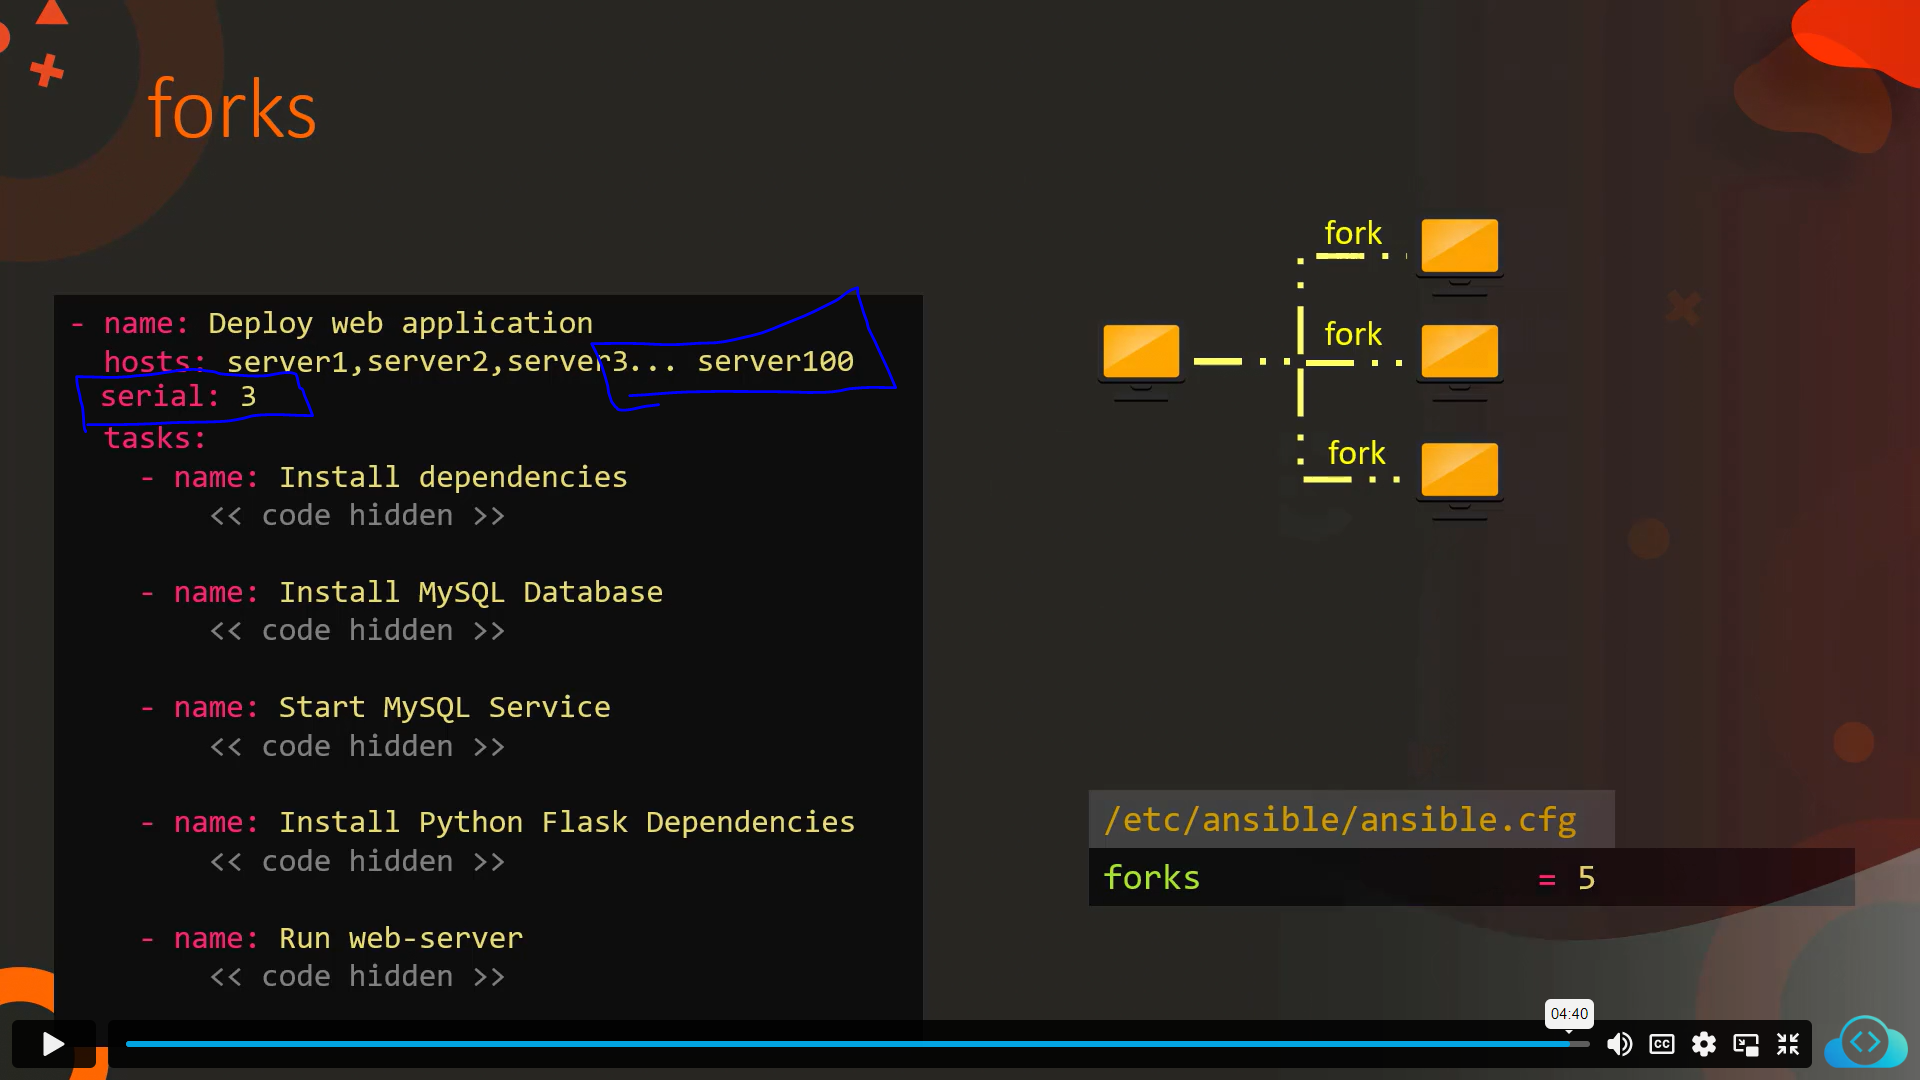 forks
- name: Deploy web application
hosts: server1,server2,server3... server100
serial: 3
tasks:
- name: Install dependencies
<< code hidden >>
- name: Install MySQL Database
<< code hidden >>
- name: Start MySQL Service
<< code hidden >>
- name: Install Python Flask Dependencies
<< code hidden >>
- name: Run web-server
<< code hidden >>
fork
fork
fork
/etc/ansible/ansible.cfg
forks = 5
04:40
CC